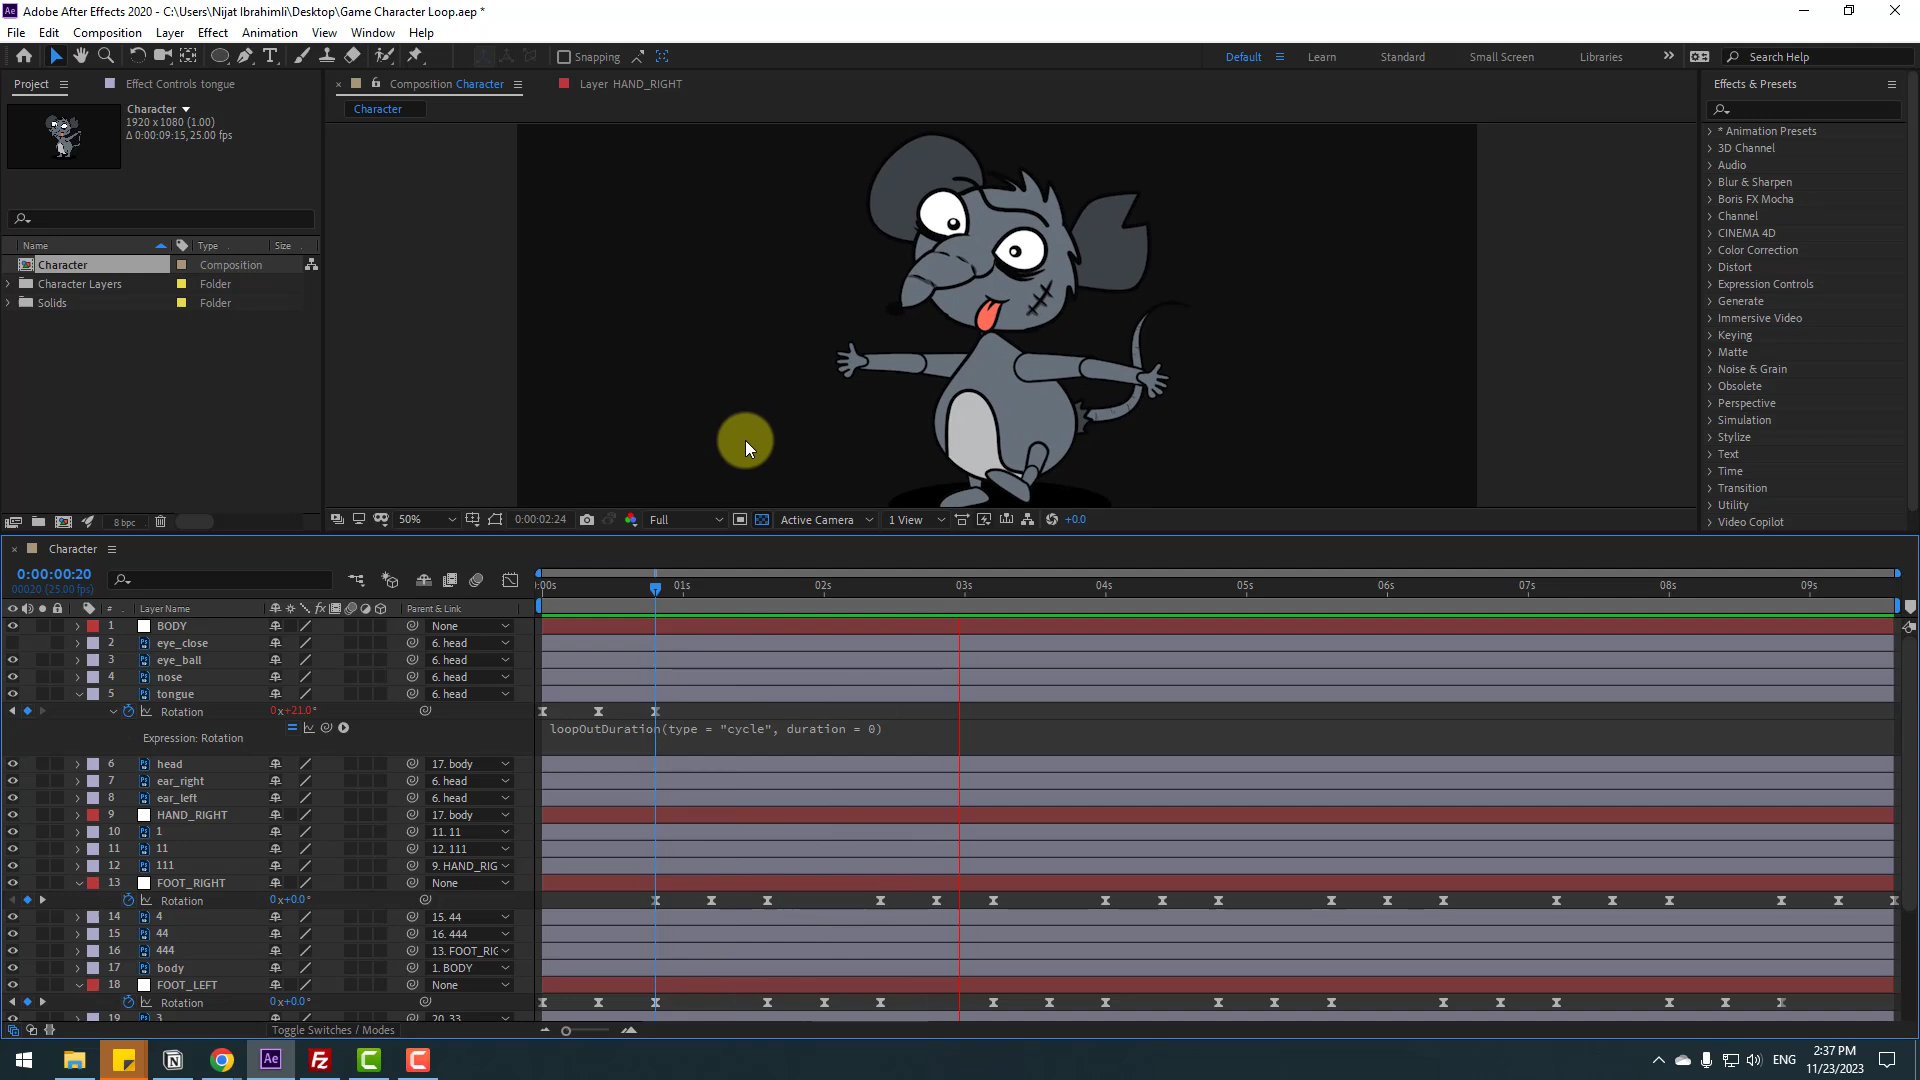 Adobe After Effects 2020 - C:\Users\Nijat Ibrahimli\Desktop\Game Character Loop.aep *
File Edit Composition Layer Effect Animation View Window Help
Snapping
Default Learn Standard Small Screen Libraries
Search Help
Project
Effect Controls tongue
Composition Character
Layer HAND_RIGHT
Effects & Presets
Character
1920 x 1080 (1.00)
Δ 0:00:09:15, 25.00 fps
Character
Name Type Size
Character Composition
Character Layers Folder
Solids Folder
* Animation Presets
3D Channel
Audio
Blur & Sharpen
Boris FX Mocha
Channel
CINEMA 4D
Color Correction
Distort
Expression Controls
Generate
Immersive Video
Keying
Matte
Noise & Grain
Obsolete
Perspective
Simulation
Stylize
Text
Time
Transition
Utility
Video Copilot
8 bpc
50% 0:00:02:24 Full Active Camera 1 View +0.0
Character
0:00:00:20
00020 (25.00 fps)
:00s 01s 02s 03s 04s 05s 06s 07s 08s 09s
# Layer Name fx Parent & Link
1 BODY None
2 eye_close 6. head
3 eye_ball 6. head
4 nose 6. head
5 tongue 6. head
Rotation 0x+21.0°
Expression: Rotation
loopOutDuration(type = "cycle", duration = 0)
6 head 17. body
7 ear_right 6. head
8 ear_left 6. head
9 HAND_RIGHT 17. body
10 1 11. 11
11 11 12. 111
12 111 9. HAND_RIG
13 FOOT_RIGHT None
Rotation 0x+0.0°
14 4 15. 44
15 44 16. 444
16 444 13. FOOT_RIG
17 body 1. BODY
18 FOOT_LEFT None
Rotation 0x+0.0°
19 3 20. 33
Toggle Switches / Modes
Ae
Fz
C
C
ENG
2:37 PM
11/23/2023